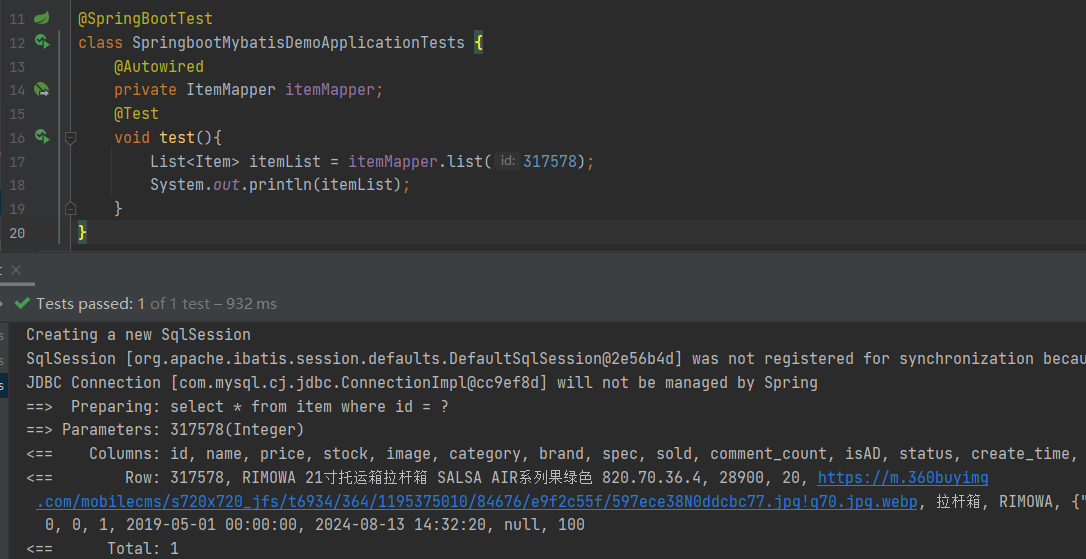 11 @SpringBootTest
12 class SpringbootMybatisDemoApplicationTests {
13 @Autowired
14 private ItemMapper itemMapper;
15 @Test
16 void test(){
17 List<Item> itemList = itemMapper.list( id: 317578);
18 System.out.println(itemList);
19 }
20 }
Tests passed: 1 of 1 test – 932 ms
Creating a new SqlSession
SqlSession [org.apache.ibatis.session.defaults.DefaultSqlSession@2e56b4d] was not registered for synchronization becau
JDBC Connection [com.mysql.cj.jdbc.ConnectionImpl@cc9ef8d] will not be managed by Spring
==>  Preparing: select * from item where id = ?
==> Parameters: 317578(Integer)
<==    Columns: id, name, price, stock, image, category, brand, spec, sold, comment_count, isAD, status, create_time,
<==        Row: 317578, RIMOWA 21寸托运箱拉杆箱 SALSA AIR系列果绿色 820.70.36.4, 28900, 20, https://m.360buyimg
.com/mobilecms/s720x720_jfs/t6934/364/1195375010/84676/e9f2c55f/597ece38N0ddcbc77.jpg!q70.jpg.webp, 拉杆箱, RIMOWA, {"
0, 0, 1, 2019-05-01 00:00:00, 2024-08-13 14:32:20, null, 100
<==      Total: 1